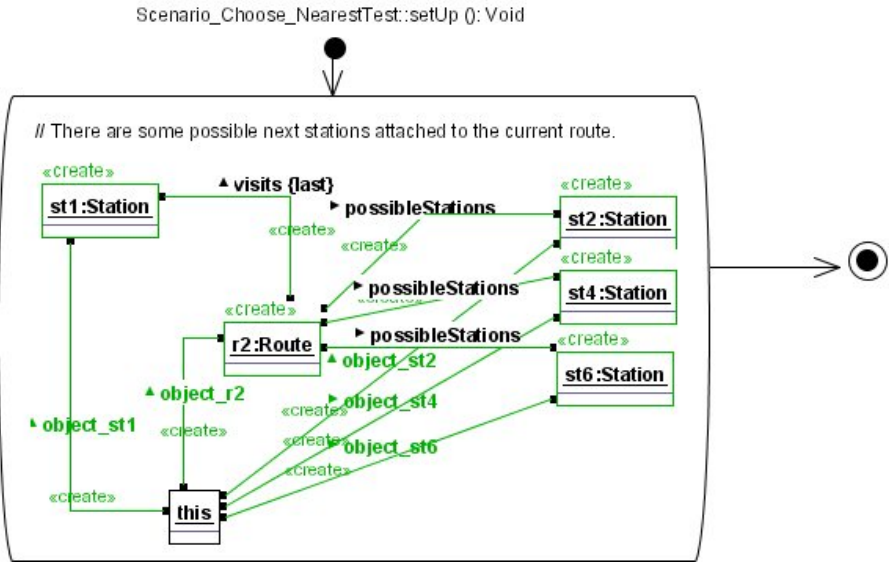 Scenario_Choose_NearestTest::setUp (): Void
// There are some possible next stations attached to the current route.
«create»
st1:Station
▲ visits {last}
«create»
► possibleStations
«create»
«create»
st2:Station
«create»
st4:Station
► possibleStations
«create»
«create»
r2:Route
► possibleStations
«create»
st6:Station
▲ object_st2
▲ object_r2
► object_st4
«create»
▲ object_st1
«create»
«create»
► object_st6
«create»
«create»
this